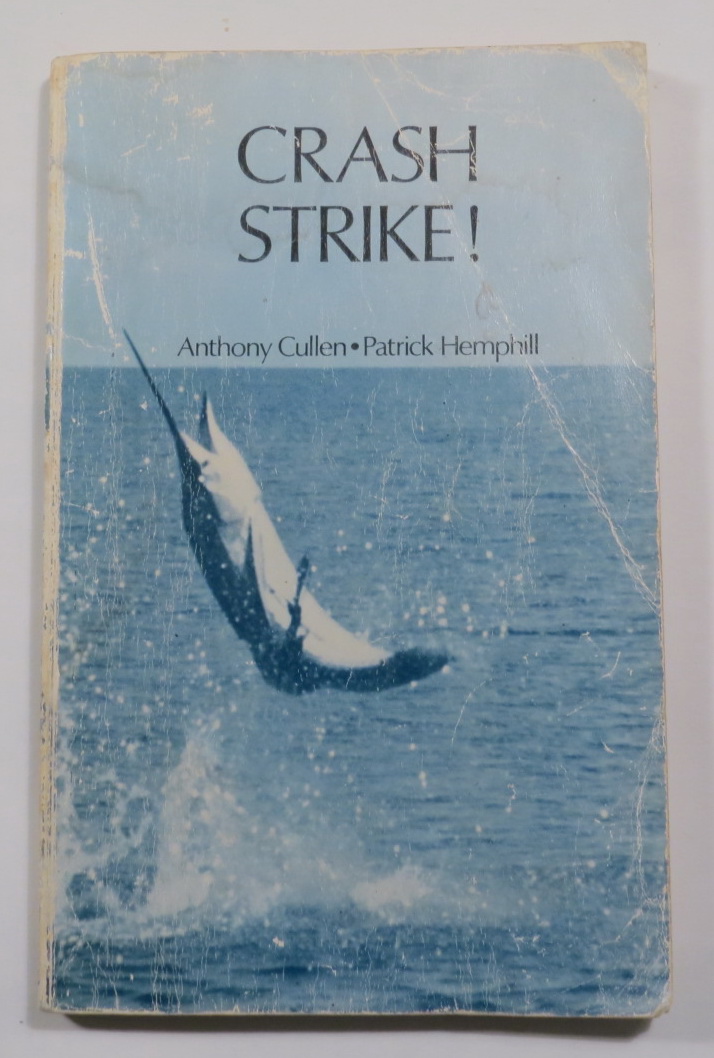 CRASH
STRIKE!
Anthony Cullen • Patrick Hemphill